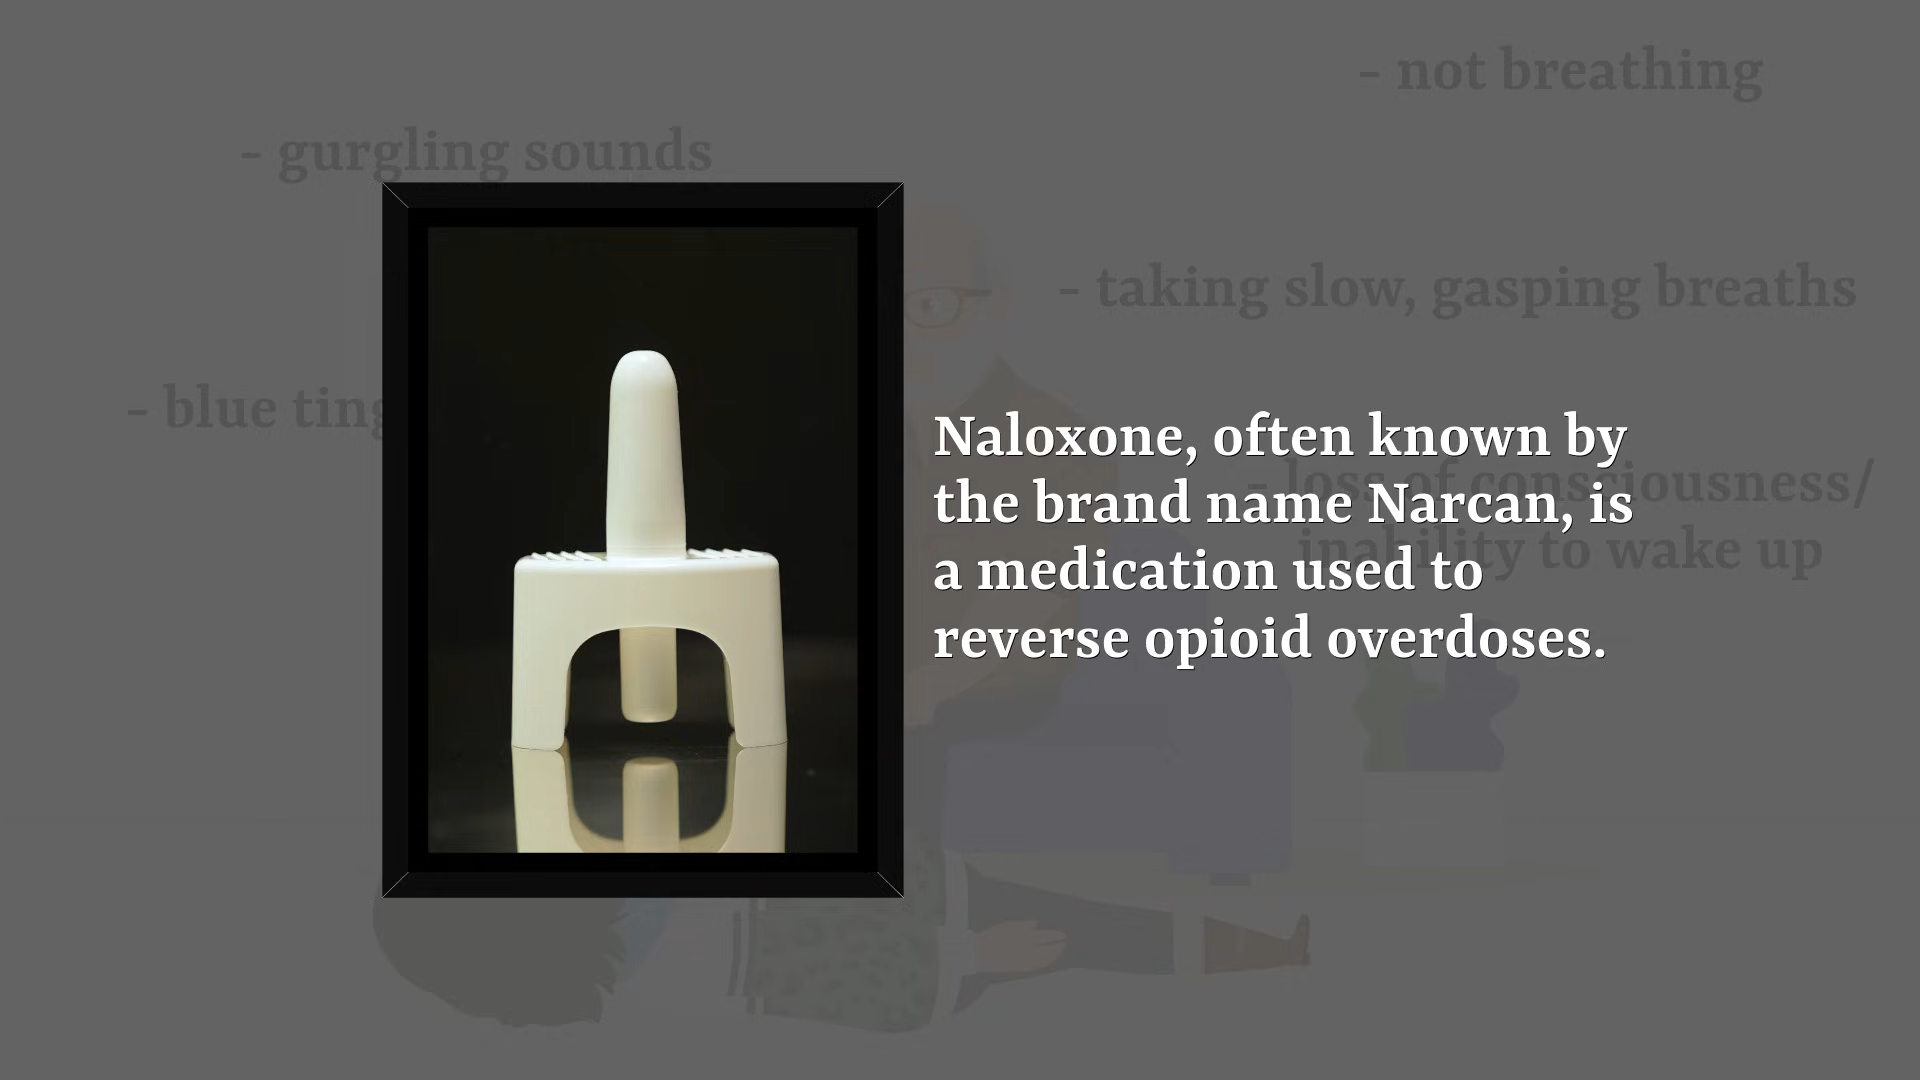 - not breathing
- gurgling sounds
- taking slow, gasping breaths
- blue ting
Naloxone, often known by
the brand name Narcan, is
a medication used to
reverse opioid overdoses.
- loss of consciousness/
inability to wake up